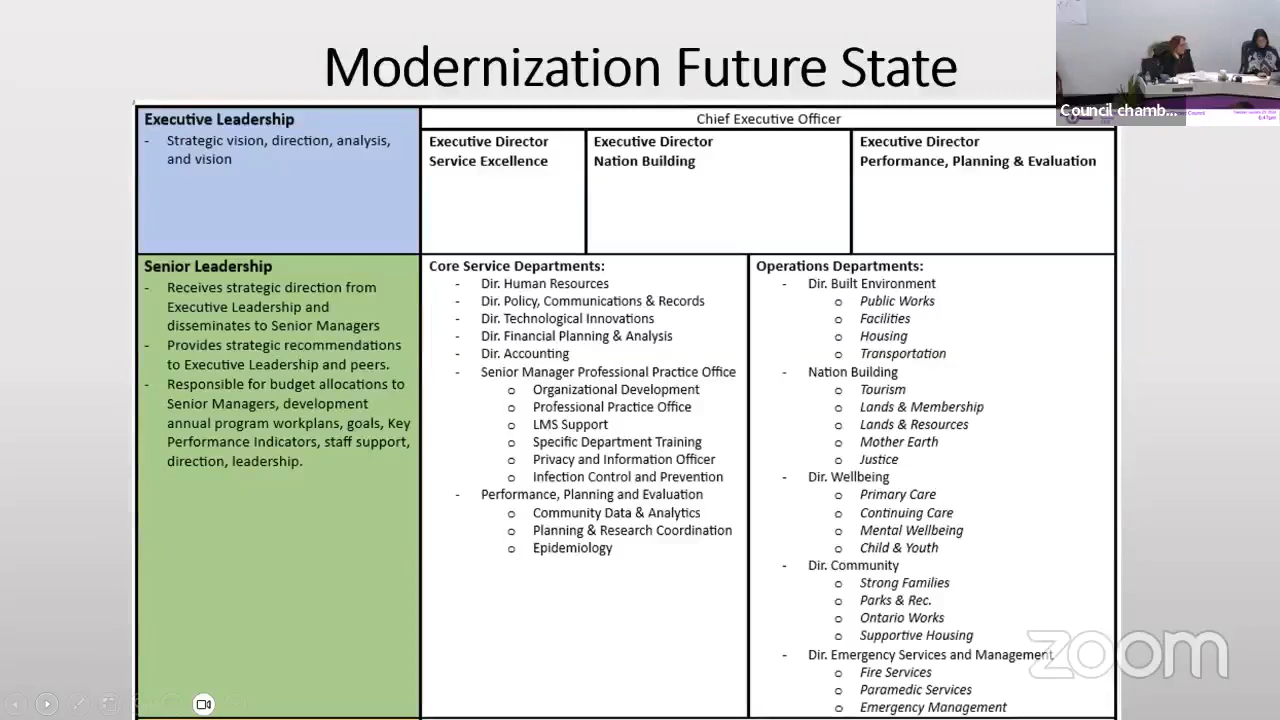 Modernization Future State
Council chamb...
Executive Leadership
- Strategic vision, direction, analysis,
and vision
Chief Executive Officer
Executive Director
Service Excellence
Executive Director
Nation Building
Executive Director
Performance, Planning & Evaluation
Senior Leadership
- Receives strategic direction from
Executive Leadership and
disseminates to Senior Managers
- Provides strategic recommendations
to Executive Leadership and peers.
- Responsible for budget allocations to
Senior Managers, development
annual program workplans, goals, Key
Performance Indicators, staff support,
direction, leadership.
Core Service Departments:
- Dir. Human Resources
- Dir. Policy, Communications & Records
- Dir. Technological Innovations
- Dir. Financial Planning & Analysis
- Dir. Accounting
- Senior Manager Professional Practice Office
o Organizational Development
o Professional Practice Office
o LMS Support
o Specific Department Training
o Privacy and Information Officer
o Infection Control and Prevention
- Performance, Planning and Evaluation
o Community Data & Analytics
o Planning & Research Coordination
o Epidemiology
Operations Departments:
- Dir. Built Environment
o Public Works
o Facilities
o Housing
o Transportation
- Nation Building
o Tourism
o Lands & Membership
o Lands & Resources
o Mother Earth
o Justice
- Dir. Wellbeing
o Primary Care
o Continuing Care
o Mental Wellbeing
o Child & Youth
- Dir. Community
o Strong Families
o Parks & Rec.
o Ontario Works
o Supportive Housing
- Dir. Emergency Services and Management
o Fire Services
o Paramedic Services
o Emergency Management
zoom